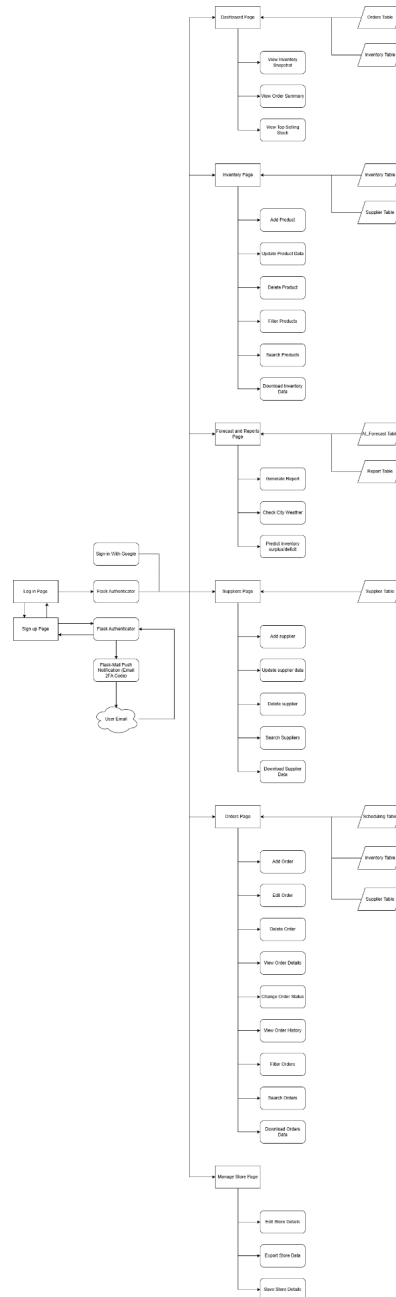 Dashboard Page
Orders Table
Inventory Table
View Inventory
Snapshot
View Order Summary
View Top Selling
Stock
Inventory Page
Inventory Table
Supplier Table
Add Product
Update Product Data
Delete Product
Filter Products
Search Products
Download Inventory
Data
Forecast and Reports
Page
AI_Forecast Table
Report Table
Generate Report
Check City Weather
Predict Inventory
surplus/deficit
Sign-in With Google
Log in Page
Flask Authenticator
Suppliers Page
Supplier Table
Sign up Page
Flask Authenticator
Flask-Mail Push
Notification (Email
2FA Code)
User Email
Add supplier
Update supplier data
Delete supplier
Search Suppliers
Download Supplier
Data
Orders Page
Scheduling Table
Inventory Table
Supplier Table
Add Order
Edit Order
Delete Order
View Order Details
Change Order Status
View Order History
Filter Orders
Search Orders
Download Orders
Data
Manage Store Page
Edit Store Details
Export Store Data
Save Store Details